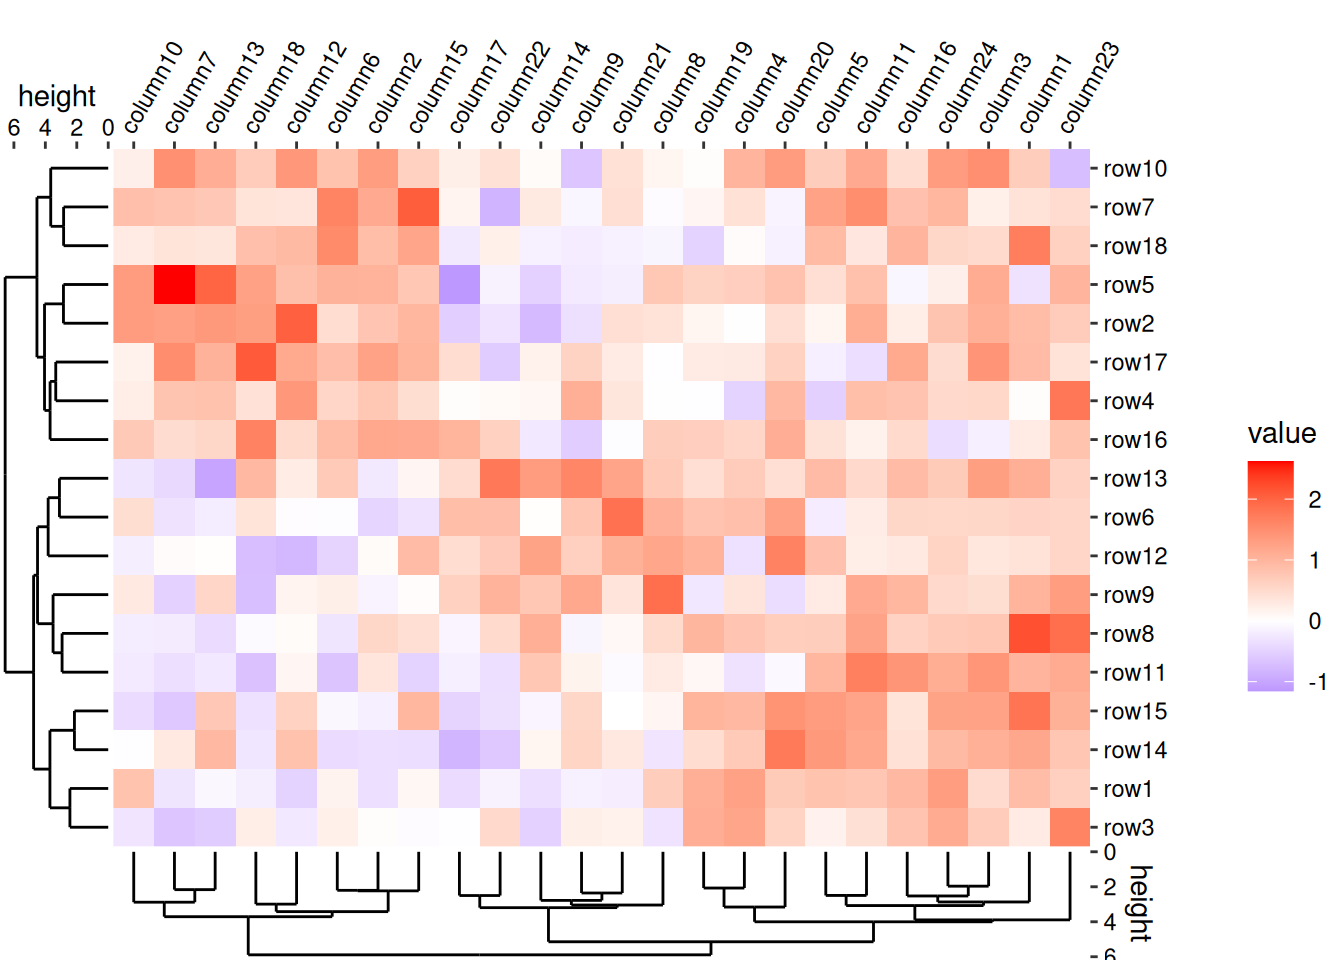 height
6 4 2 0
column10
column7
column13
column18
column12
column6
column2
column15
column17
column22
column14
column9
column21
column8
column19
column4
column20
column5
column11
column16
column24
column3
column1
column23
row10
row7
row18
row5
row2
row17
row4
row16
row13
row6
row12
row9
row8
row11
row15
row14
row1
row3
value
2
1
0
-1
0
2
4
6
height